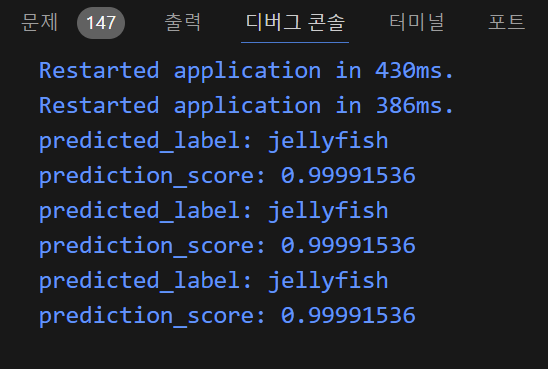 문제 147 출력 디버그 콘솔 터미널 포트
Restarted application in 430ms.
Restarted application in 386ms.
predicted_label: jellyfish
prediction_score: 0.99991536
predicted_label: jellyfish
prediction_score: 0.99991536
predicted_label: jellyfish
prediction_score: 0.99991536